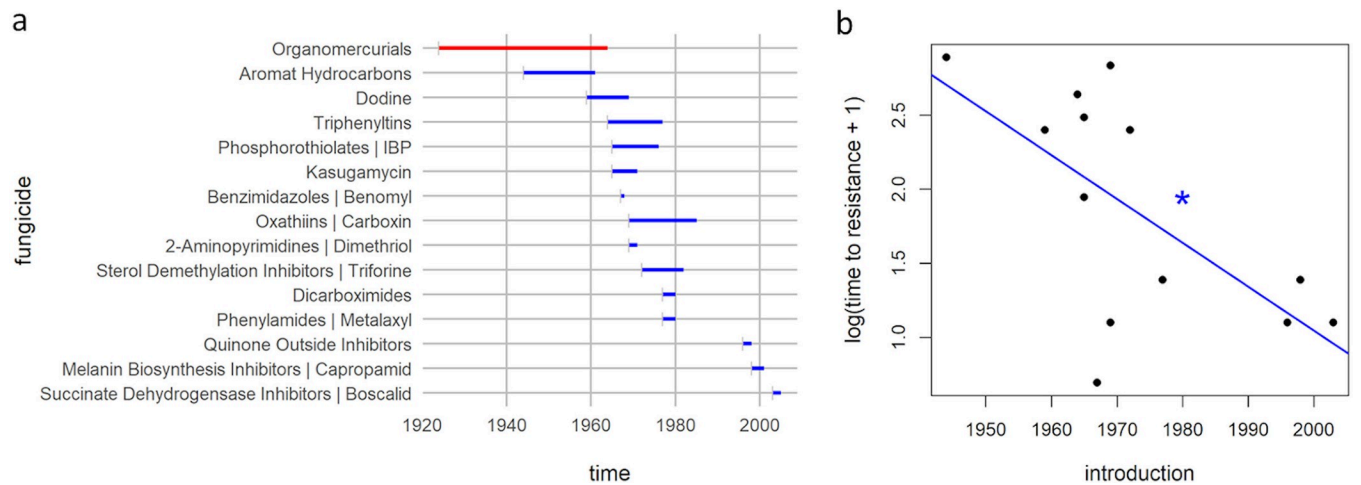 a
Organomercurials
Aromat Hydrocarbons
Dodine
Triphenyltins
Phosphorothiolates | IBP
Kasugamycin
Benzimidazoles | Benomyl
Oxathiins | Carboxin
2-Aminopyrimidines | Dimethriol
Sterol Demethylation Inhibitors | Triforine
Dicarboximides
Phenylamides | Metalaxyl
Quinone Outside Inhibitors
Melanin Biosynthesis Inhibitors | Capropamid
Succinate Dehydrogensase Inhibitors | Boscalid
fungicide
1920 1940 1960 1980 2000
time
b
log(time to resistance + 1)
2.5
2.0
1.5
1.0
*
1950 1960 1970 1980 1990 2000
introduction